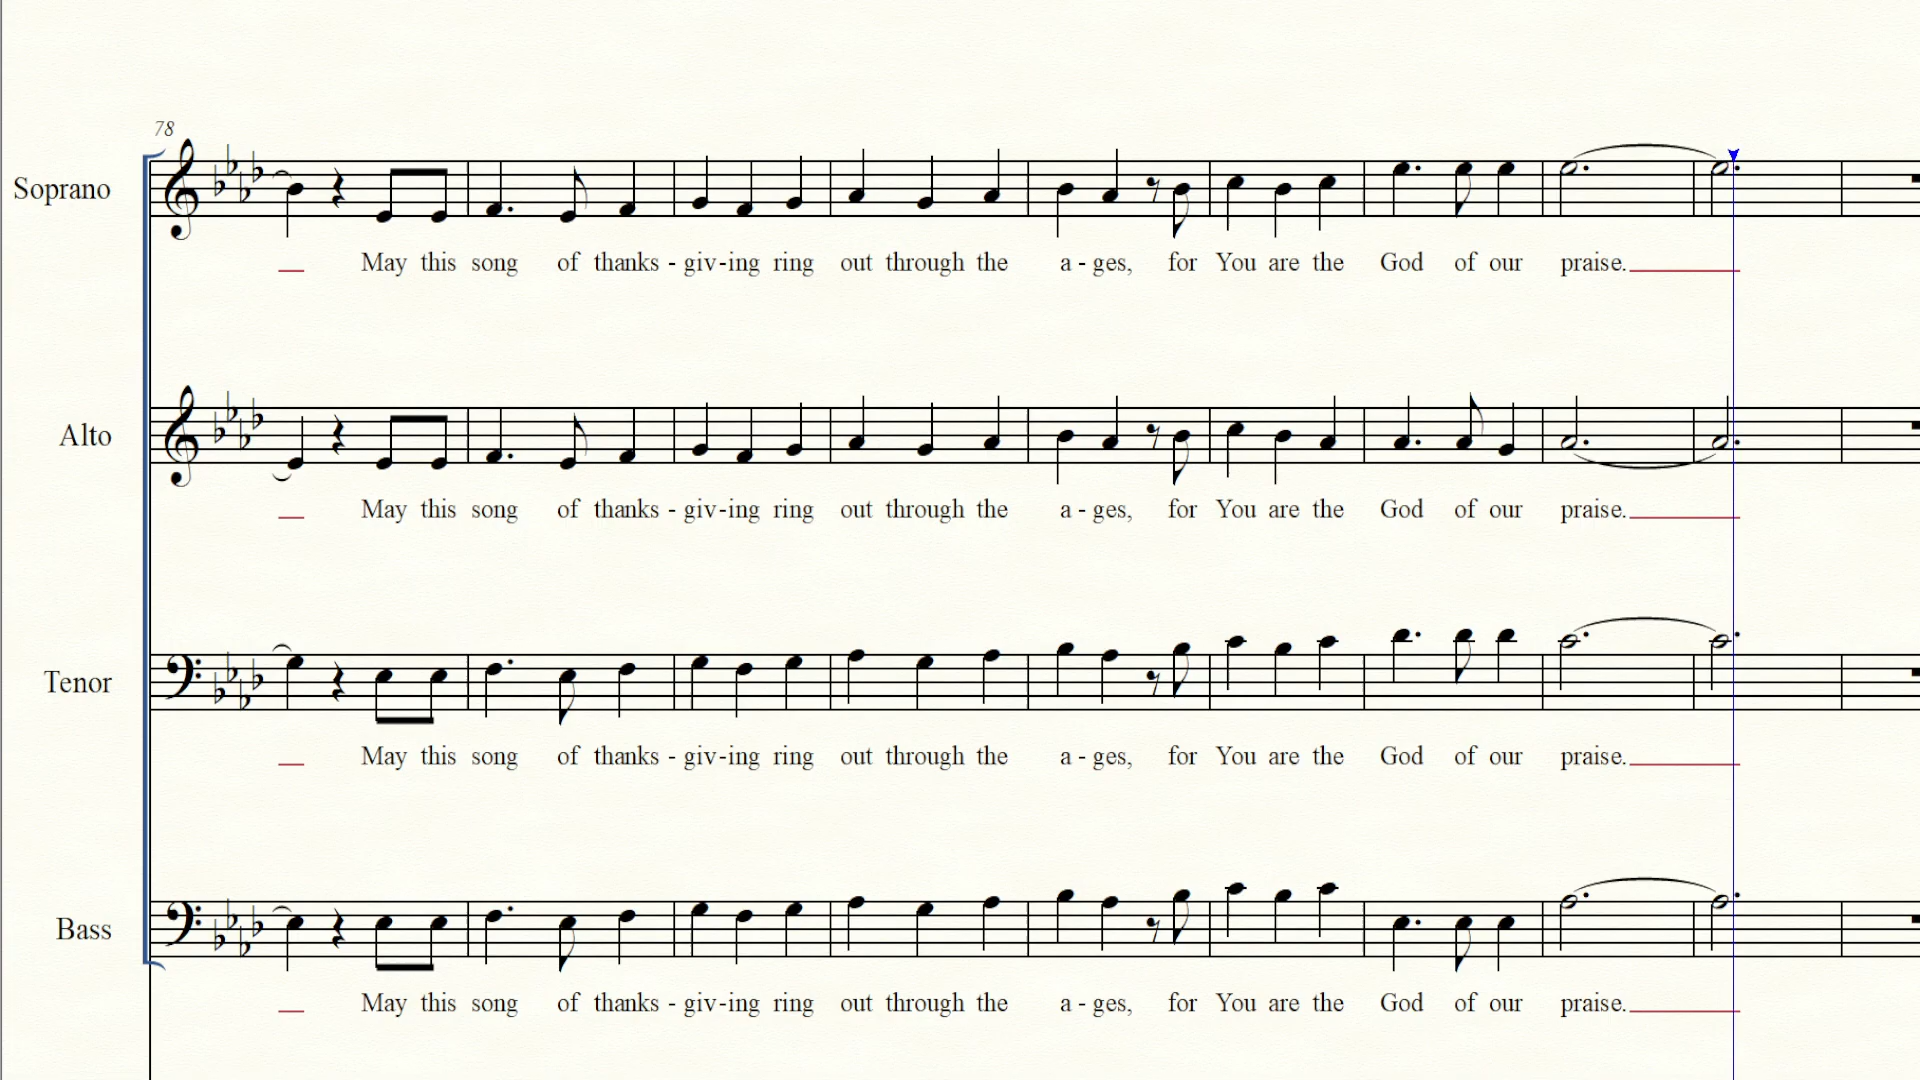 78
Soprano
May this song of thanks - giv - ing ring out through the a - ges, for You are the God of our praise.
Alto
May this song of thanks - giv - ing ring out through the a - ges, for You are the God of our praise.
Tenor
May this song of thanks - giv - ing ring out through the a - ges, for You are the God of our praise.
Bass
May this song of thanks - giv - ing ring out through the a - ges, for You are the God of our praise.